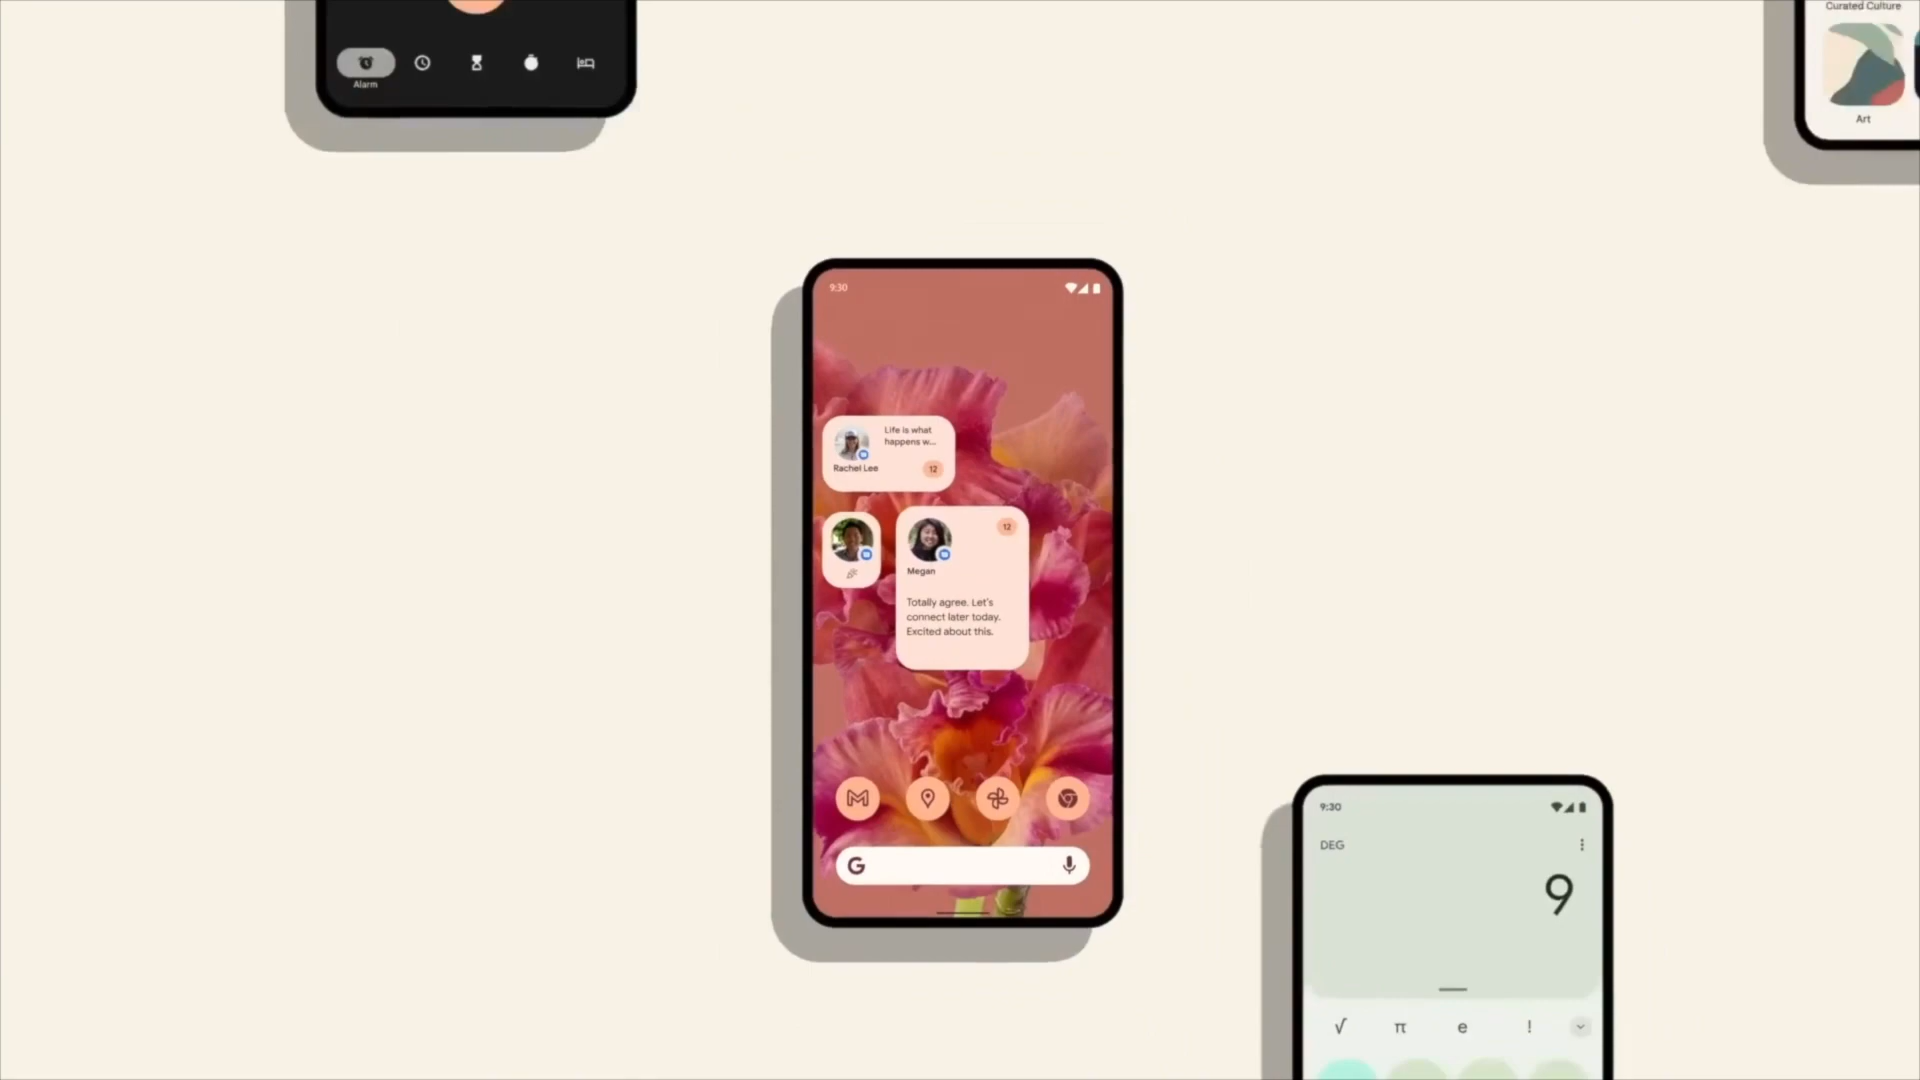 Alarm
Curated Culture
Art
9:30
Life is what
happens w...
Rachel Lee
12
12
Megan
Totally agree. Let's
connect later today.
Excited about this.
G
9:30
DEG
9
√ π e !